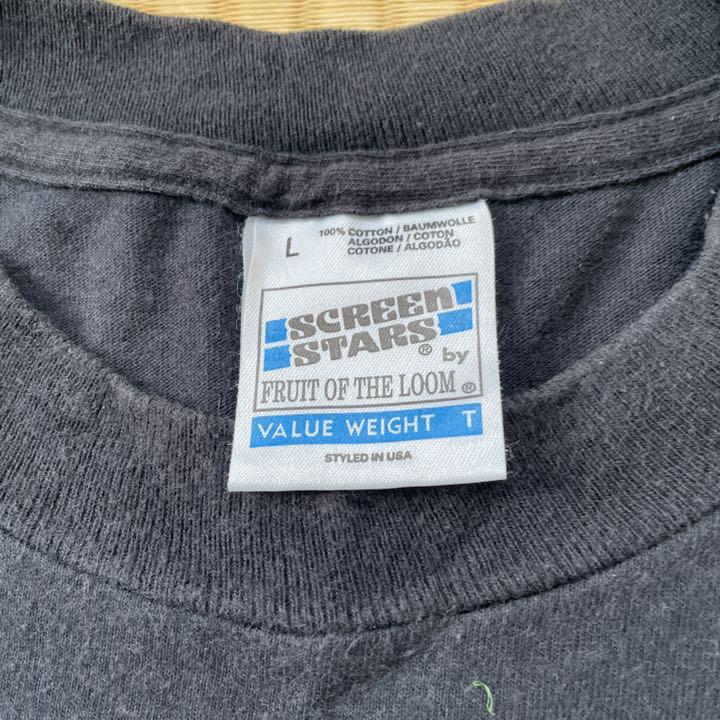 L
100% COTTON / BAUMWOLLE
ALGODON / COTON
COTONE / ALGODÃO
SCREEN
STARS ® by
FRUIT OF THE LOOM ®
VALUE WEIGHT T
STYLED IN USA